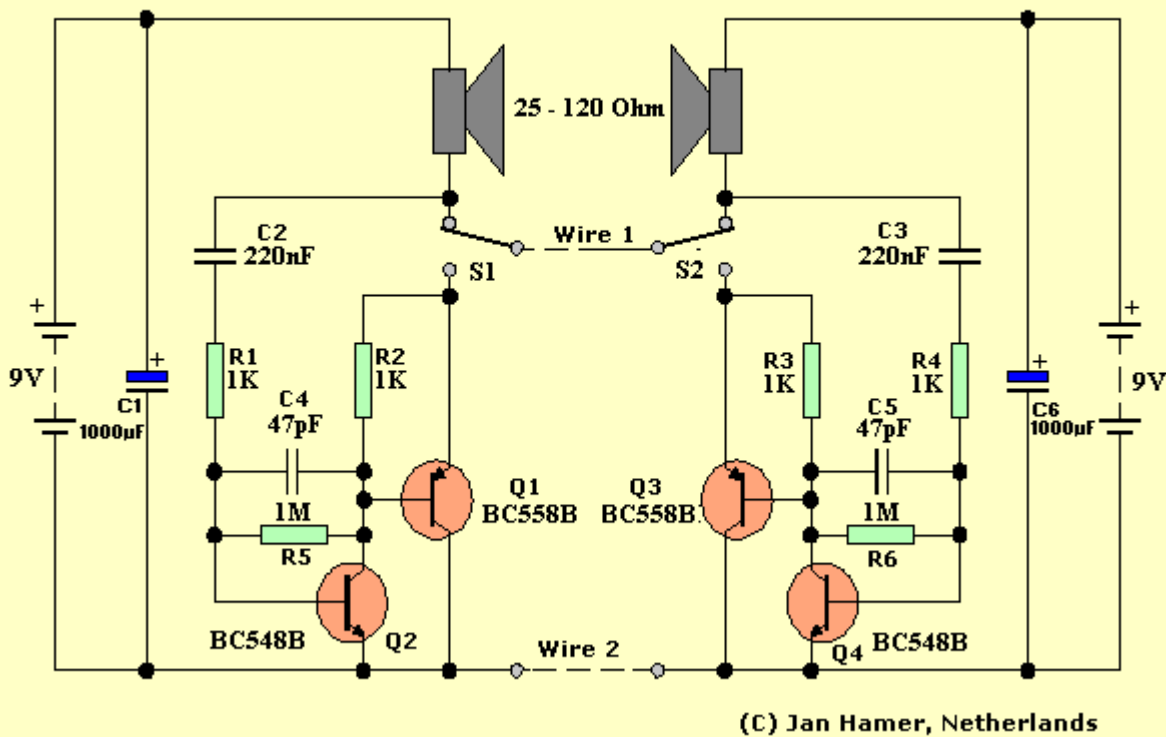 25 - 120 Ohm
C2
220nF
Wire 1
C3
220nF
S1
S2
+
9V
+
C1
1000µF
R1
1K
R2
1K
C4
47pF
R3
1K
R4
1K
C5
47pF
+
C6
1000µF
+
9V
1M
R5
Q1
BC558B
Q3
BC558B
1M
R6
BC548B
Q2
Wire 2
Q4
BC548B
(C) Jan Hamer, Netherlands